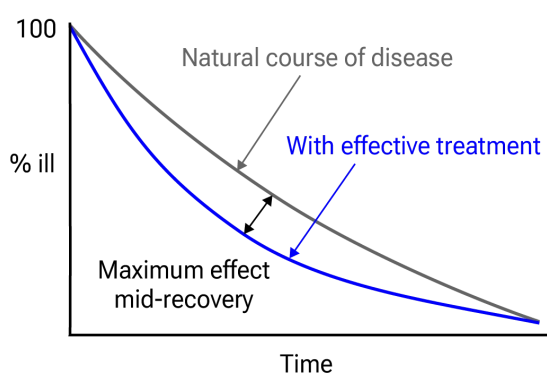 100
Natural course of disease
With effective treatment
% ill
Maximum effect
mid-recovery
Time